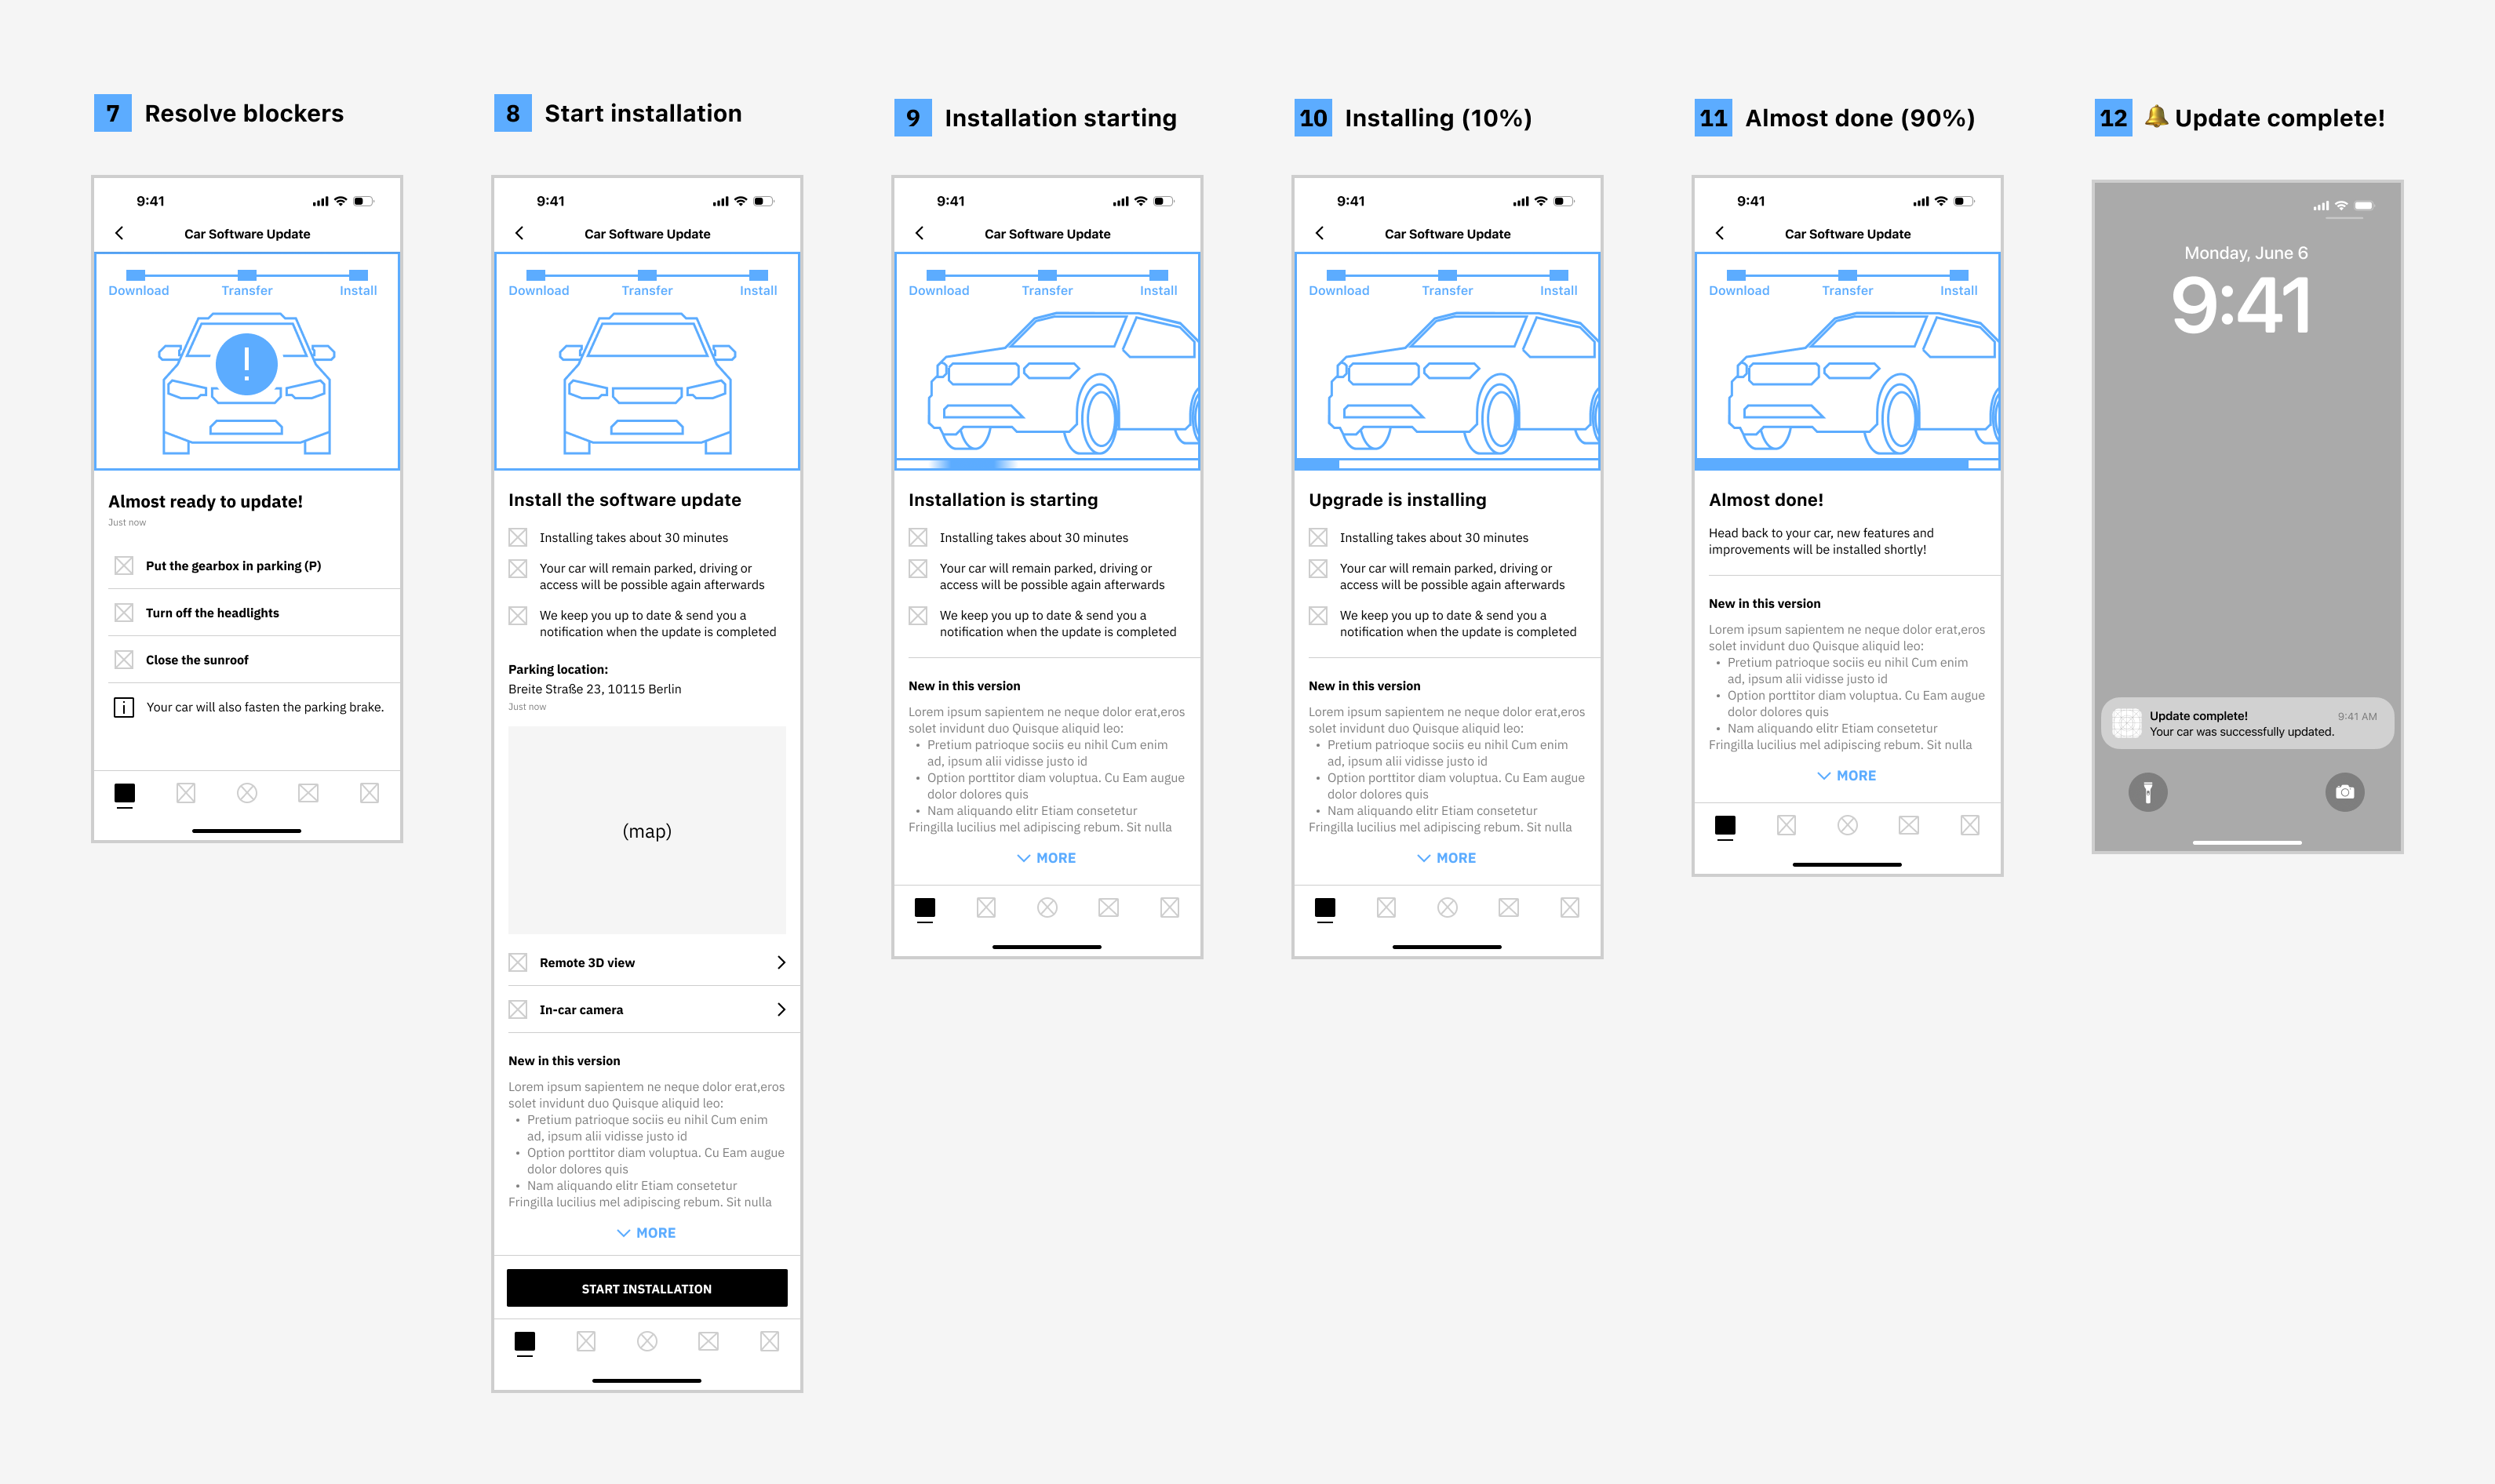 7 Resolve blockers
9:41
Car Software Update
Download Transfer Install
Almost ready to update!
Just now
Put the gearbox in parking (P)
Turn off the headlights
Close the sunroof
Your car will also fasten the parking brake.
8 Start installation
9:41
Car Software Update
Download Transfer Install
Install the software update
Installing takes about 30 minutes
Your car will remain parked, driving or
access will be possible again afterwards
We keep you up to date & send you a
notification when the update is completed
Parking location:
Breite Straße 23, 10115 Berlin
Just now
(map)
Remote 3D view
In-car camera
New in this version
Lorem ipsum sapientem ne neque dolor erat,eros
solet invidunt duo Quisque aliquid leo:
• Pretium patrioque sociis eu nihil Cum enim
ad, ipsum alii vidisse justo id
• Option porttitor diam voluptua. Cu Eam augue
dolor dolores quis
• Nam aliquando elitr Etiam consetetur
Fringilla lucilius mel adipiscing rebum. Sit nulla
MORE
START INSTALLATION
9 Installation starting
9:41
Car Software Update
Download Transfer Install
Installation is starting
Installing takes about 30 minutes
Your car will remain parked, driving or
access will be possible again afterwards
We keep you up to date & send you a
notification when the update is completed
New in this version
Lorem ipsum sapientem ne neque dolor erat,eros
solet invidunt duo Quisque aliquid leo:
• Pretium patrioque sociis eu nihil Cum enim
ad, ipsum alii vidisse justo id
• Option porttitor diam voluptua. Cu Eam augue
dolor dolores quis
• Nam aliquando elitr Etiam consetetur
Fringilla lucilius mel adipiscing rebum. Sit nulla
MORE
10 Installing (10%)
9:41
Car Software Update
Download Transfer Install
Upgrade is installing
Installing takes about 30 minutes
Your car will remain parked, driving or
access will be possible again afterwards
We keep you up to date & send you a
notification when the update is completed
New in this version
Lorem ipsum sapientem ne neque dolor erat,eros
solet invidunt duo Quisque aliquid leo:
• Pretium patrioque sociis eu nihil Cum enim
ad, ipsum alii vidisse justo id
• Option porttitor diam voluptua. Cu Eam augue
dolor dolores quis
• Nam aliquando elitr Etiam consetetur
Fringilla lucilius mel adipiscing rebum. Sit nulla
MORE
11 Almost done (90%)
9:41
Car Software Update
Download Transfer Install
Almost done!
Head back to your car, new features and
improvements will be installed shortly!
New in this version
Lorem ipsum sapientem ne neque dolor erat,eros
solet invidunt duo Quisque aliquid leo:
• Pretium patrioque sociis eu nihil Cum enim
ad, ipsum alii vidisse justo id
• Option porttitor diam voluptua. Cu Eam augue
dolor dolores quis
• Nam aliquando elitr Etiam consetetur
Fringilla lucilius mel adipiscing rebum. Sit nulla
MORE
12 🔔 Update complete!
Monday, June 6
9:41
Update complete! 9:41 AM
Your car was successfully updated.